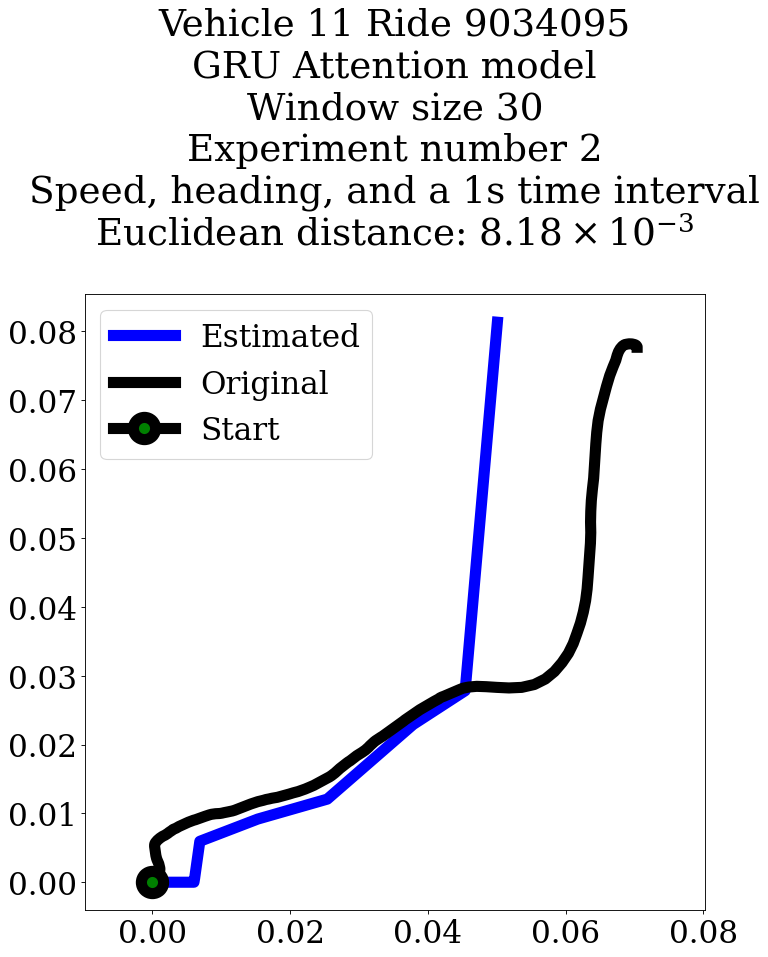 Vehicle 11 Ride 9034095
GRU Attention model
Window size 30
Experiment number 2
Speed, heading, and a 1s time interval
Euclidean distance: 8.18 × 10⁻³
Estimated
Original
Start
0.08
0.07
0.06
0.05
0.04
0.03
0.02
0.01
0.00
0.00 0.02 0.04 0.06 0.08